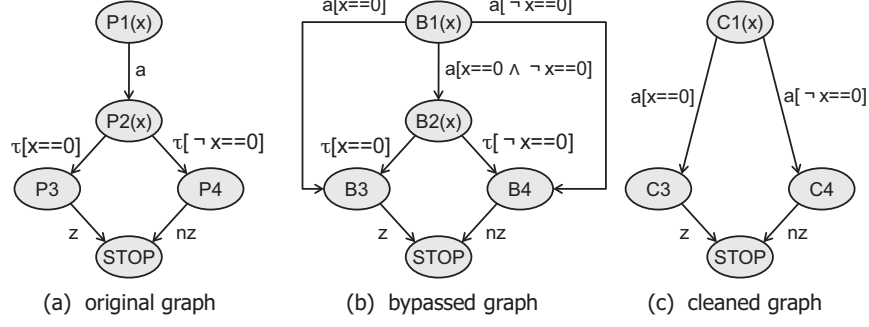 P1(x)
a
P2(x)
τ[x==0]
τ[ ¬ x==0]
P3
P4
z
nz
STOP
(a) original graph
a[x==0]
B1(x)
a[ ¬ x==0]
a[x==0 ∧ ¬ x==0]
B2(x)
τ[x==0]
τ[ ¬ x==0]
B3
B4
z
nz
STOP
(b) bypassed graph
C1(x)
a[x==0]
a[ ¬ x==0]
C3
C4
z
nz
STOP
(c) cleaned graph